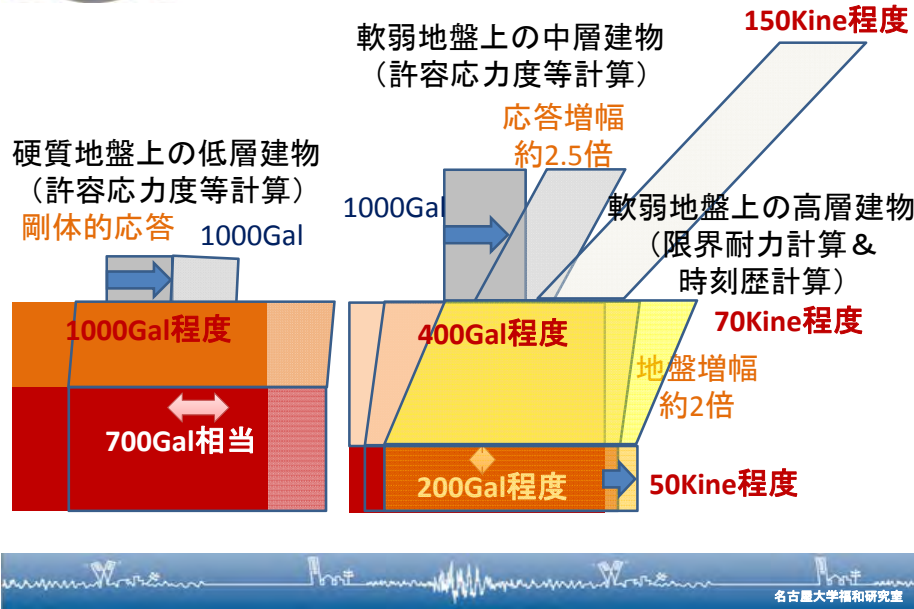 150Kine程度
軟弱地盤上の中層建物
（許容応力度等計算）
応答増幅
約2.5倍
硬質地盤上の低層建物
（許容応力度等計算）
剛体的応答
1000Gal
1000Gal
軟弱地盤上の高層建物
（限界耐力計算＆
時刻歴計算）
1000Gal程度
400Gal程度
70Kine程度
地盤増幅
約2倍
700Gal相当
200Gal程度
50Kine程度
名古屋大学福和研究室